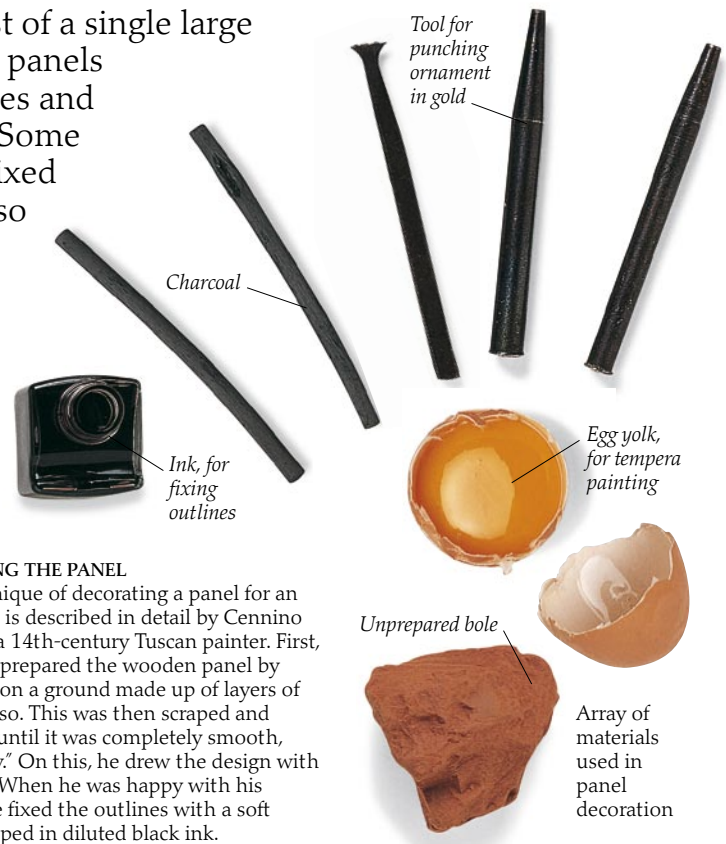 st of a single large
panels
es and
Some
ixed
so
Tool for
punching
ornament
in gold
Charcoal
Ink, for
fixing
outlines
Egg yolk,
for tempera
painting
NG THE PANEL
nique of decorating a panel for an
is described in detail by Cennino
a 14th-century Tuscan painter. First,
prepared the wooden panel by
on a ground made up of layers of
so. This was then scraped and
until it was completely smooth,
y.” On this, he drew the design with
When he was happy with his
e fixed the outlines with a soft
ped in diluted black ink.
Unprepared bole
Array of
materials
used in
panel
decoration